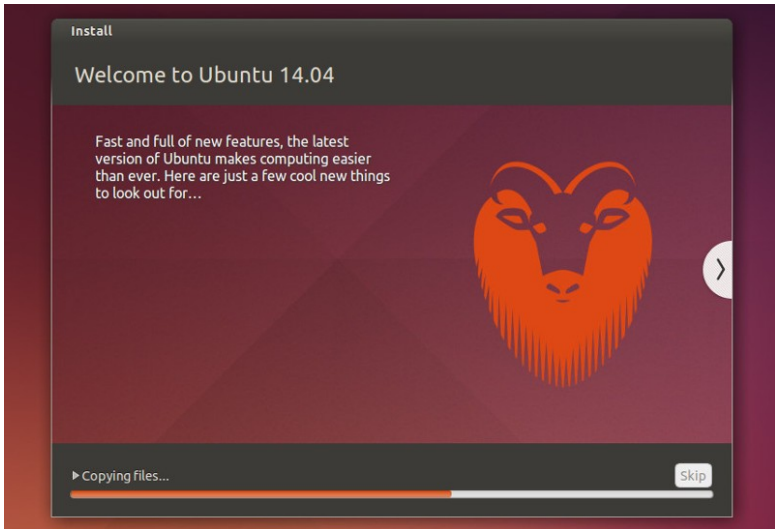 Install
Welcome to Ubuntu 14.04
Fast and full of new features, the latest
version of Ubuntu makes computing easier
than ever. Here are just a few cool new things
to look out for…
Copying files...
Skip